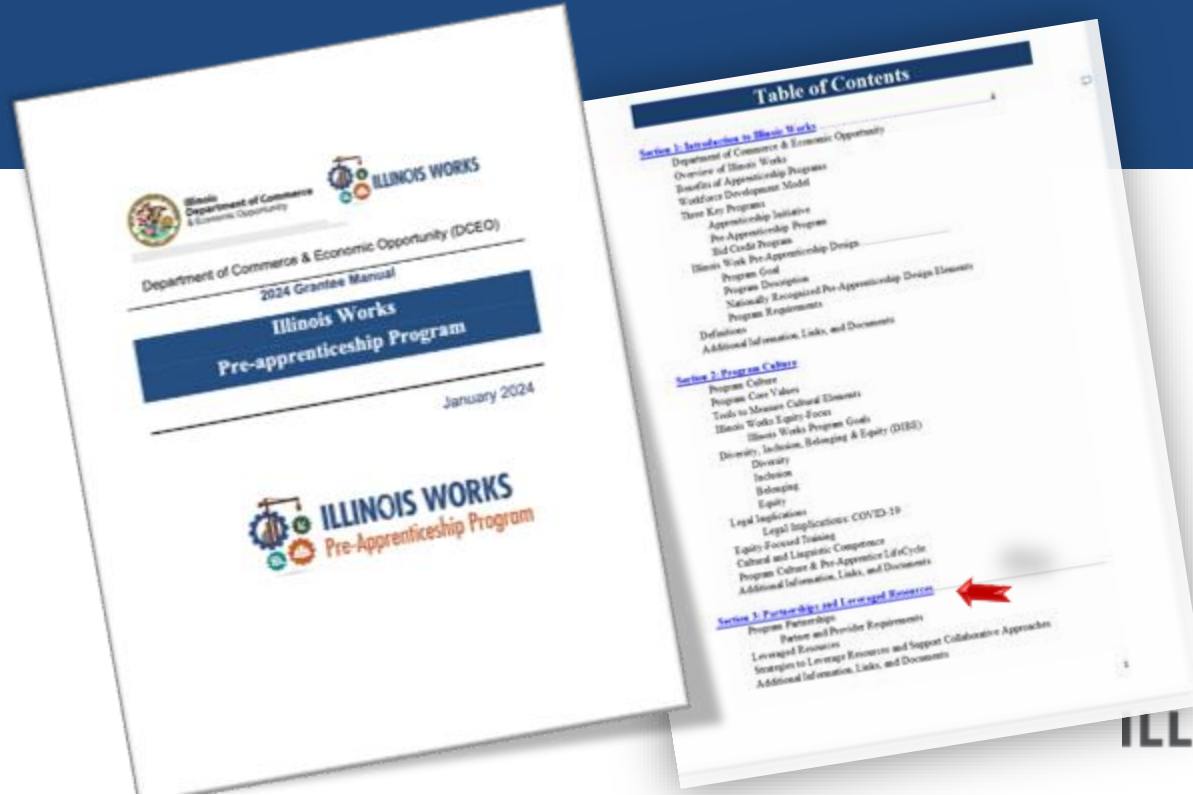 Illinois
Department of Commerce
& Economic Opportunity
ILLINOIS WORKS
Department of Commerce & Economic Opportunity (DCEO)
2024 Grantee Manual
Illinois Works
Pre-apprenticeship Program
January 2024
ILLINOIS WORKS
Pre-Apprenticeship Program
Table of Contents
Section 1: Introduction to Illinois Works
Department of Commerce & Economic Opportunity
Overview of Illinois Works
Benefits of Apprenticeship Programs
Workforce Development Model
Three Key Programs
Apprenticeship Initiative
Pre-Apprenticeship Program
Bid Credit Program
Illinois Work Pre-Apprenticeship Design
Program Goal
Program Description
Nationally Recognized Pre-Apprenticeship Design Elements
Program Requirements
Definitions
Additional Information, Links, and Documents
Section 2: Program Culture
Program Culture
Program Core Values
Tools to Measure Cultural Elements
Illinois Works Equity-Focus
Illinois Works Program Goals
Diversity, Inclusion, Belonging & Equity (DIBE)
Diversity
Inclusion
Belonging
Equity
Legal Implications
Legal Implications: COVID-19
Equity-Focused Training
Cultural and Linguistic Competence
Program Culture & Pre-Apprentice LifeCycle
Additional Information, Links, and Documents
Section 3: Partnerships and Leveraged Resources
Program Partnerships
Partner and Provider Requirements
Leveraged Resources
Strategies to Leverage Resources and Support Collaborative Approaches
Additional Information, Links, and Documents
ILL